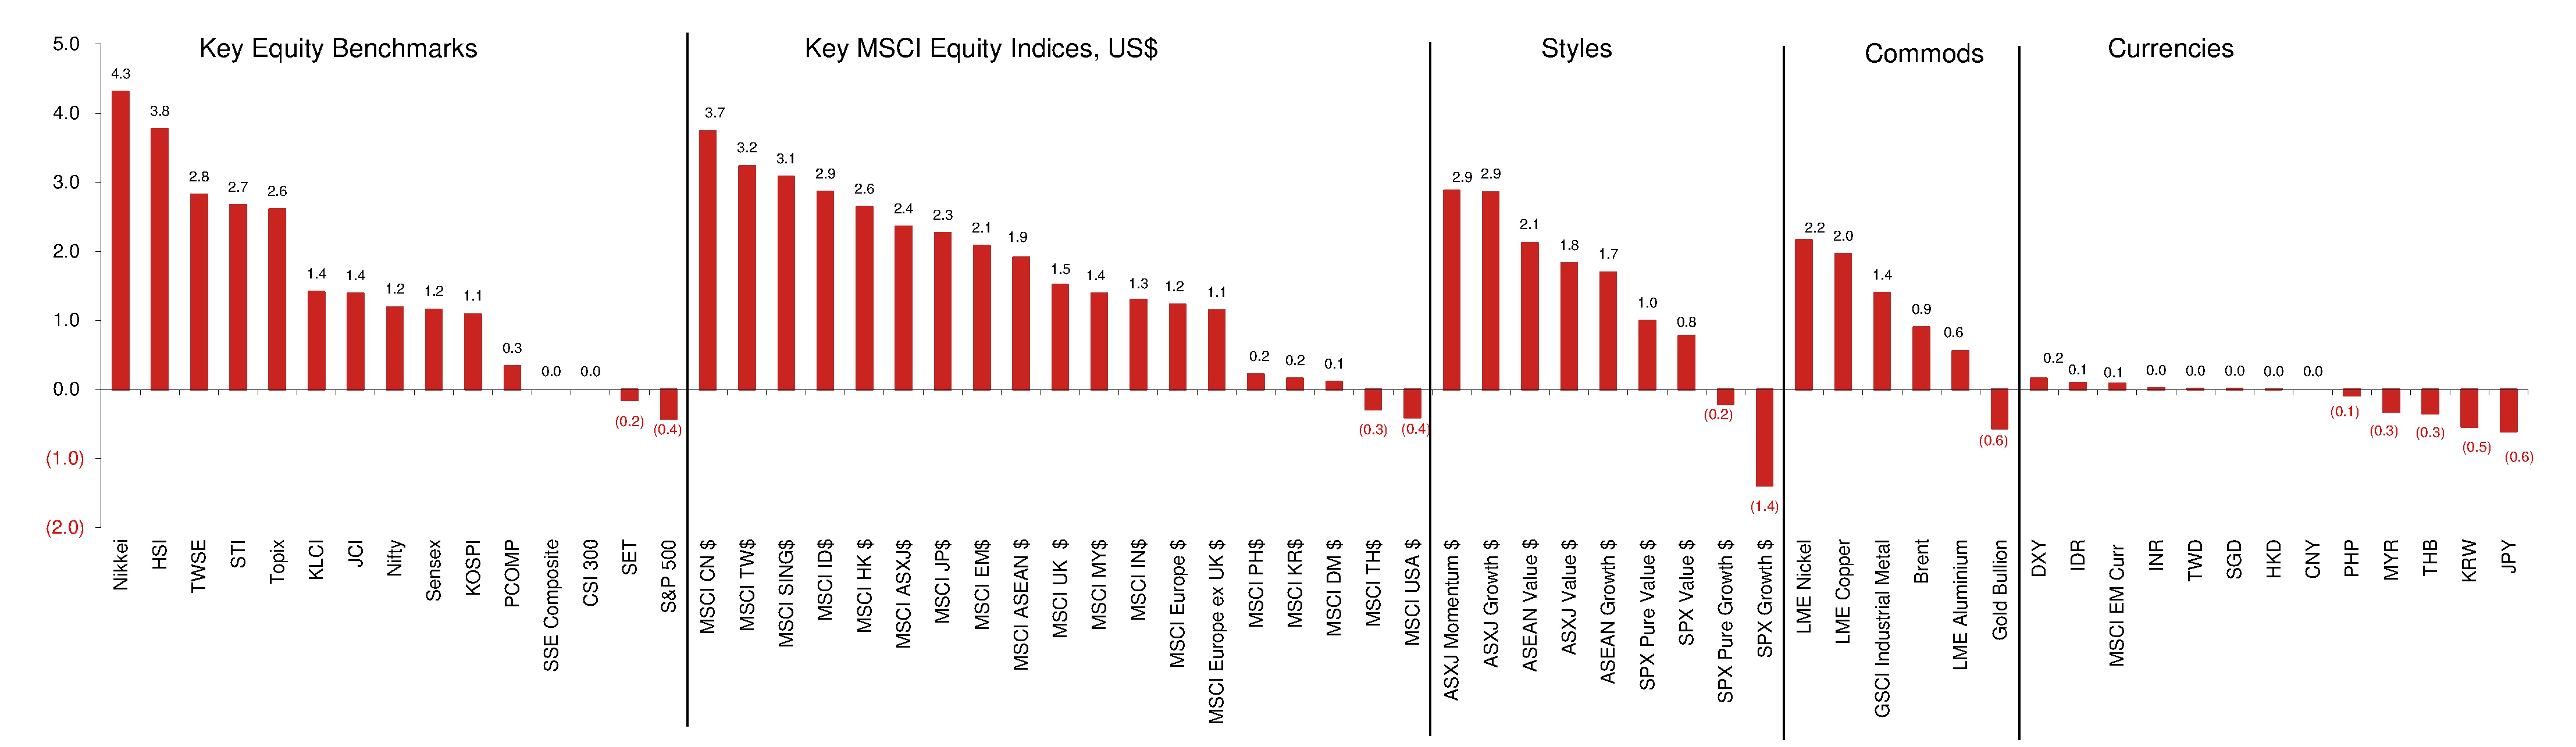 Key Equity Benchmarks
Key MSCI Equity Indices, US$
Styles
Commods
Currencies
5.0
4.0
3.0
2.0
1.0
0.0
(1.0)
(2.0)
4.3
3.8
2.8
2.7
2.6
1.4
1.4
1.2
1.2
1.1
0.3
0.0
0.0
(0.2)
(0.4)
3.7
3.2
3.1
2.9
2.6
2.4
2.3
2.1
1.9
1.5
1.4
1.3
1.2
1.1
0.2
0.2
0.1
(0.3)
(0.4)
2.9
2.9
2.1
1.8
1.7
1.0
0.8
(0.2)
(1.4)
2.2
2.0
1.4
0.9
0.6
(0.6)
0.2
0.1
0.1
0.0
0.0
0.0
0.0
0.0
(0.1)
(0.3)
(0.3)
(0.5)
(0.6)
Nikkei
HSI
TWSE
STI
Topix
KLCI
JCI
Nifty
Sensex
KOSPI
PCOMP
SSE Composite
CSI 300
SET
S&P 500
MSCI CN $
MSCI TW$
MSCI SING$
MSCI ID$
MSCI HK $
MSCI ASXJ$
MSCI JP$
MSCI EM$
MSCI ASEAN $
MSCI UK $
MSCI MY$
MSCI IN$
MSCI Europe $
MSCI Europe ex UK $
MSCI PH$
MSCI KR$
MSCI DM $
MSCI TH$
MSCI USA $
ASXJ Momentum $
ASXJ Growth $
ASEAN Value $
ASXJ Value $
ASEAN Growth $
SPX Pure Value $
SPX Value $
SPX Pure Growth $
SPX Growth $
LME Nickel
LME Copper
GSCI Industrial Metal
Brent
LME Aluminium
Gold Bullion
DXY
IDR
MSCI EM Curr
INR
TWD
SGD
HKD
CNY
PHP
MYR
THB
KRW
JPY